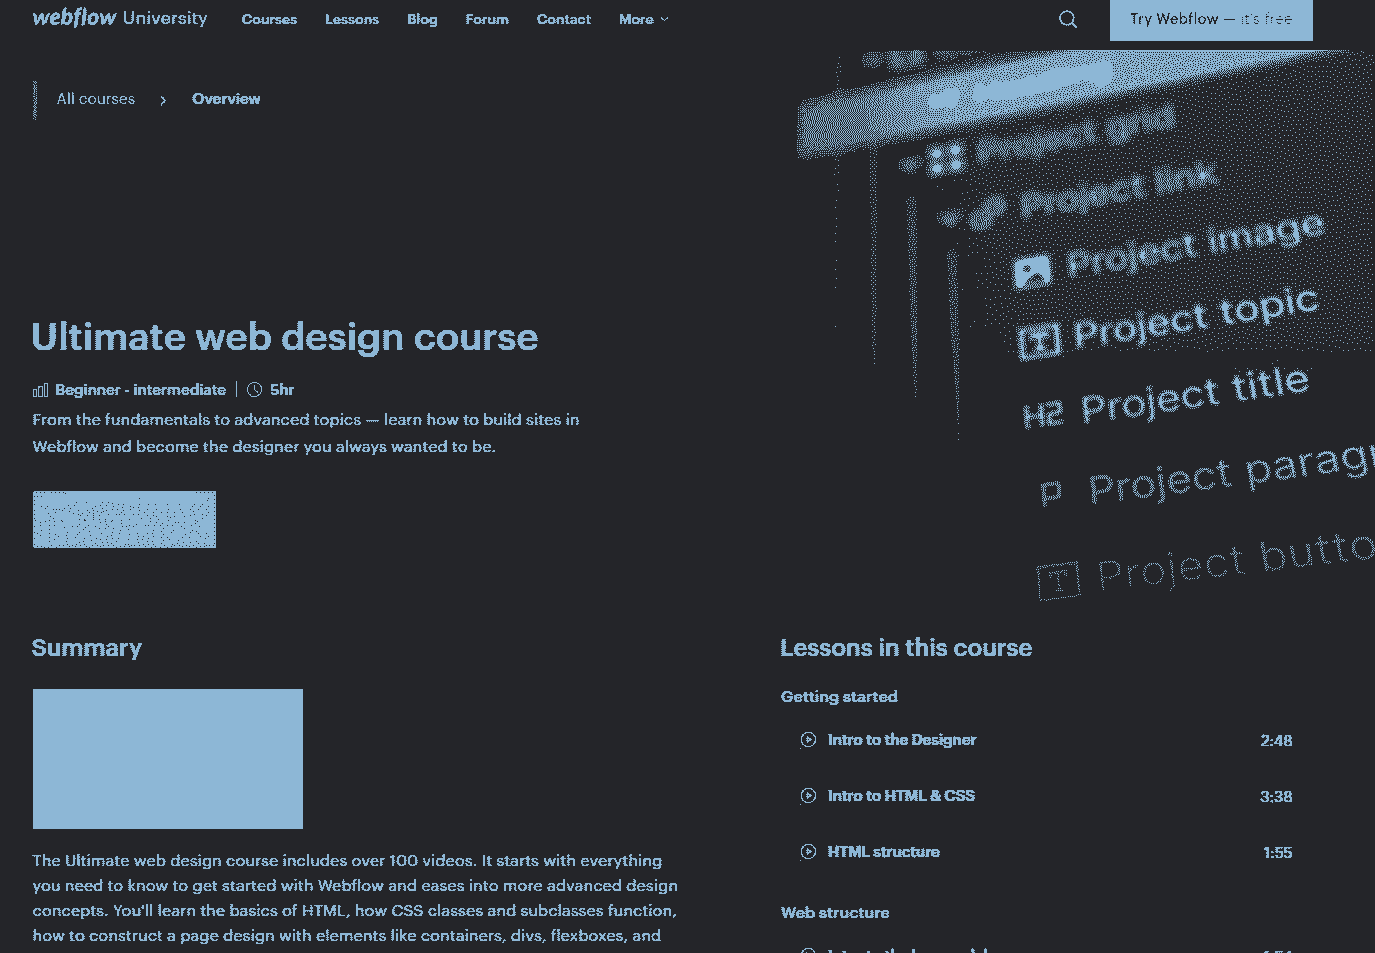 webflow University
Courses
Lessons
Blog
Forum
Contact
More
Try Webflow — it's free
All courses > Overview
Project grid
Project link
Project image
Project topic
H2 Project title
P Project paragr
T Project butto
Ultimate web design course
Beginner - intermediate | 5hr
From the fundamentals to advanced topics — learn how to build sites in
Webflow and become the designer you always wanted to be.
Summary
The Ultimate web design course includes over 100 videos. It starts with everything
you need to know to get started with Webflow and eases into more advanced design
concepts. You'll learn the basics of HTML, how CSS classes and subclasses function,
how to construct a page design with elements like containers, divs, flexboxes, and
Lessons in this course
Getting started
Intro to the Designer 2:48
Intro to HTML & CSS 3:38
HTML structure 1:55
Web structure